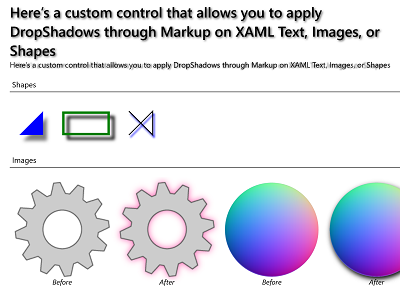 Here's a custom control that allows you to apply
DropShadows through Markup on XAML Text, Images, or
Shapes
Here's a custom control that allows you to apply DropShadows through Markup on XAML Text, Images, or Shapes
Shapes
Images
Before
After
Before
After